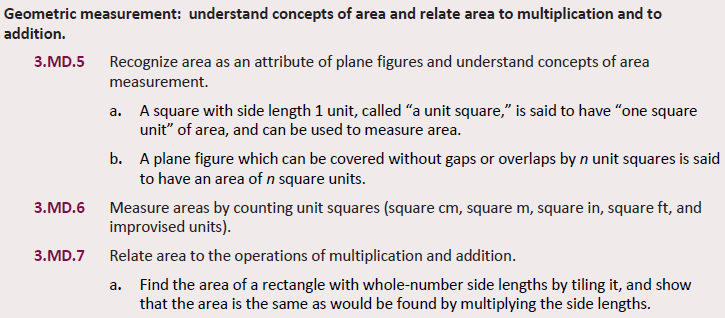 Geometric measurement:  understand concepts of area and relate area to multiplication and to
addition.
3.MD.5 Recognize area as an attribute of plane figures and understand concepts of area
measurement.
a. A square with side length 1 unit, called “a unit square,” is said to have “one square
unit” of area, and can be used to measure area.
b. A plane figure which can be covered without gaps or overlaps by n unit squares is said
to have an area of n square units.
3.MD.6 Measure areas by counting unit squares (square cm, square m, square in, square ft, and
improvised units).
3.MD.7 Relate area to the operations of multiplication and addition.
a. Find the area of a rectangle with whole-number side lengths by tiling it, and show
that the area is the same as would be found by multiplying the side lengths.